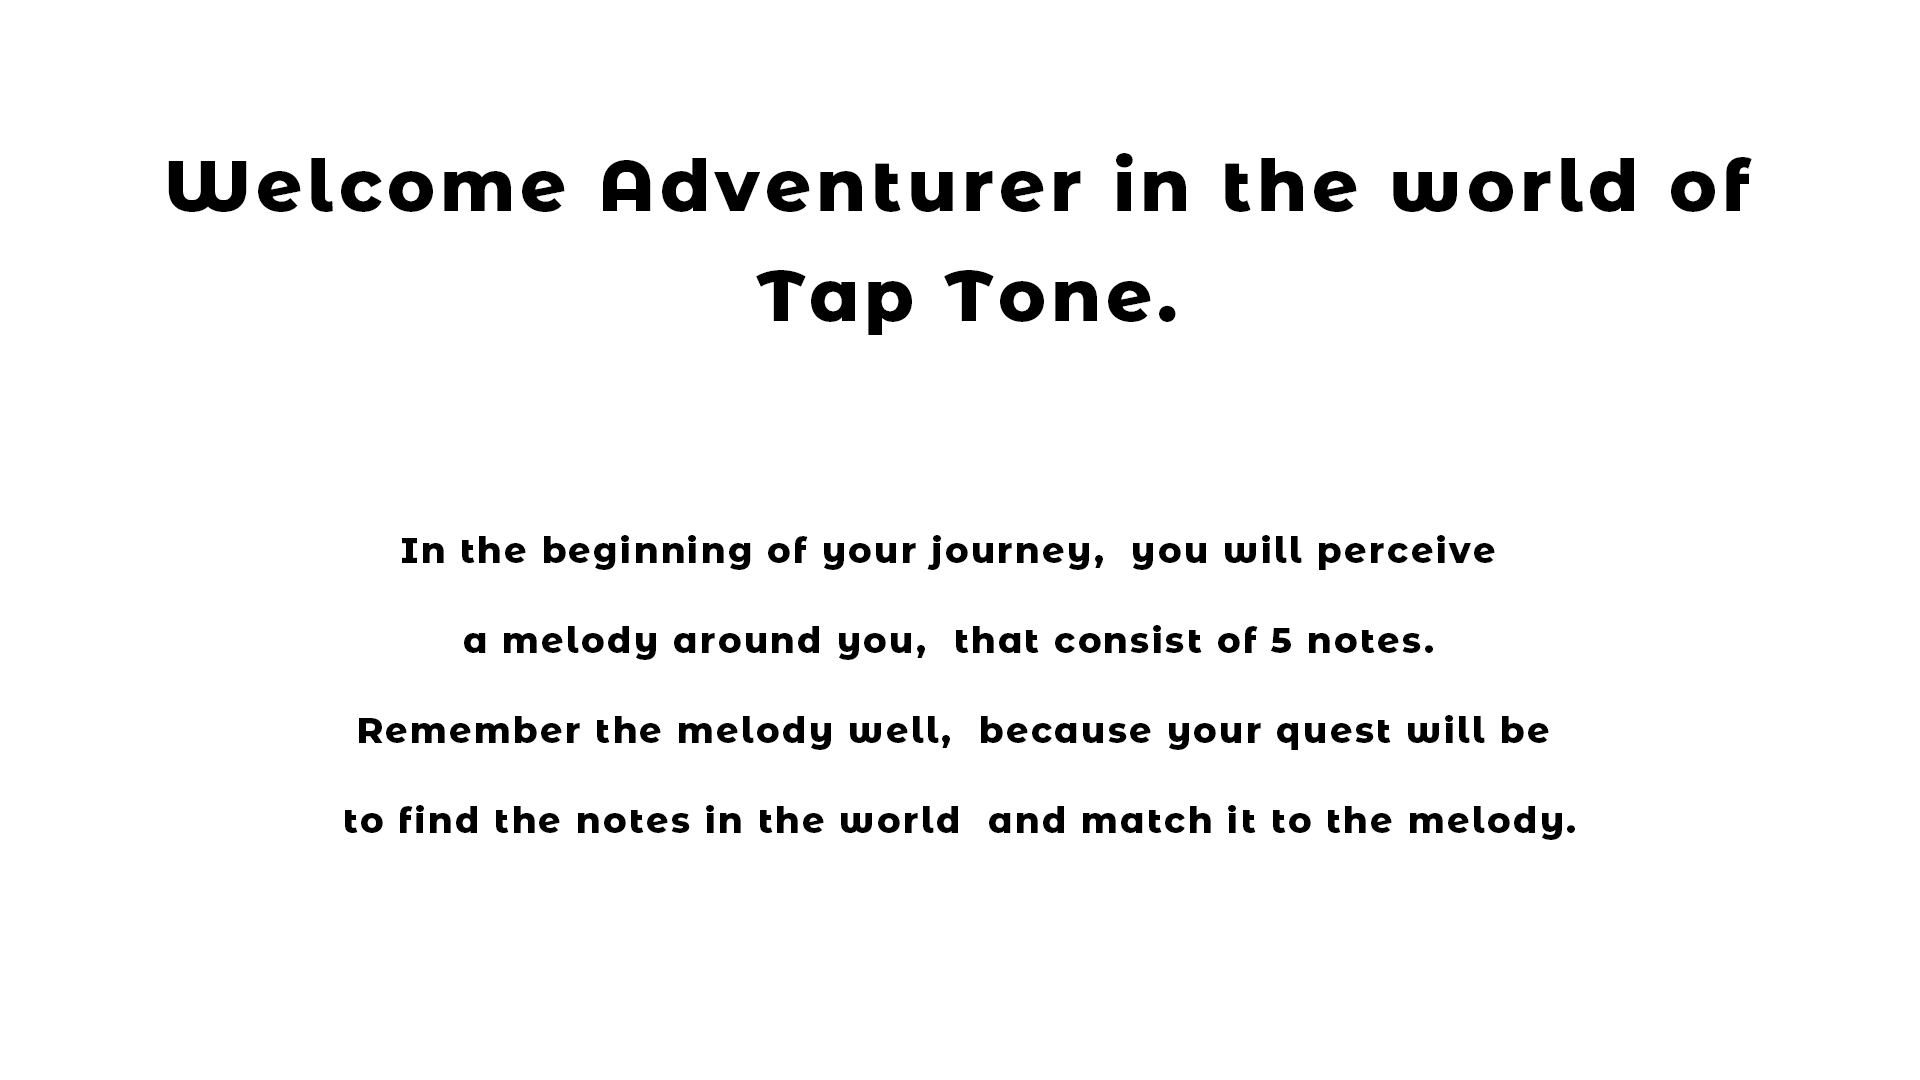 Welcome Adventurer in the world of
Tap Tone.
In the beginning of your journey,  you will perceive
a melody around you,  that consist of 5 notes.
Remember the melody well,  because your quest will be
to find the notes in the world  and match it to the melody.